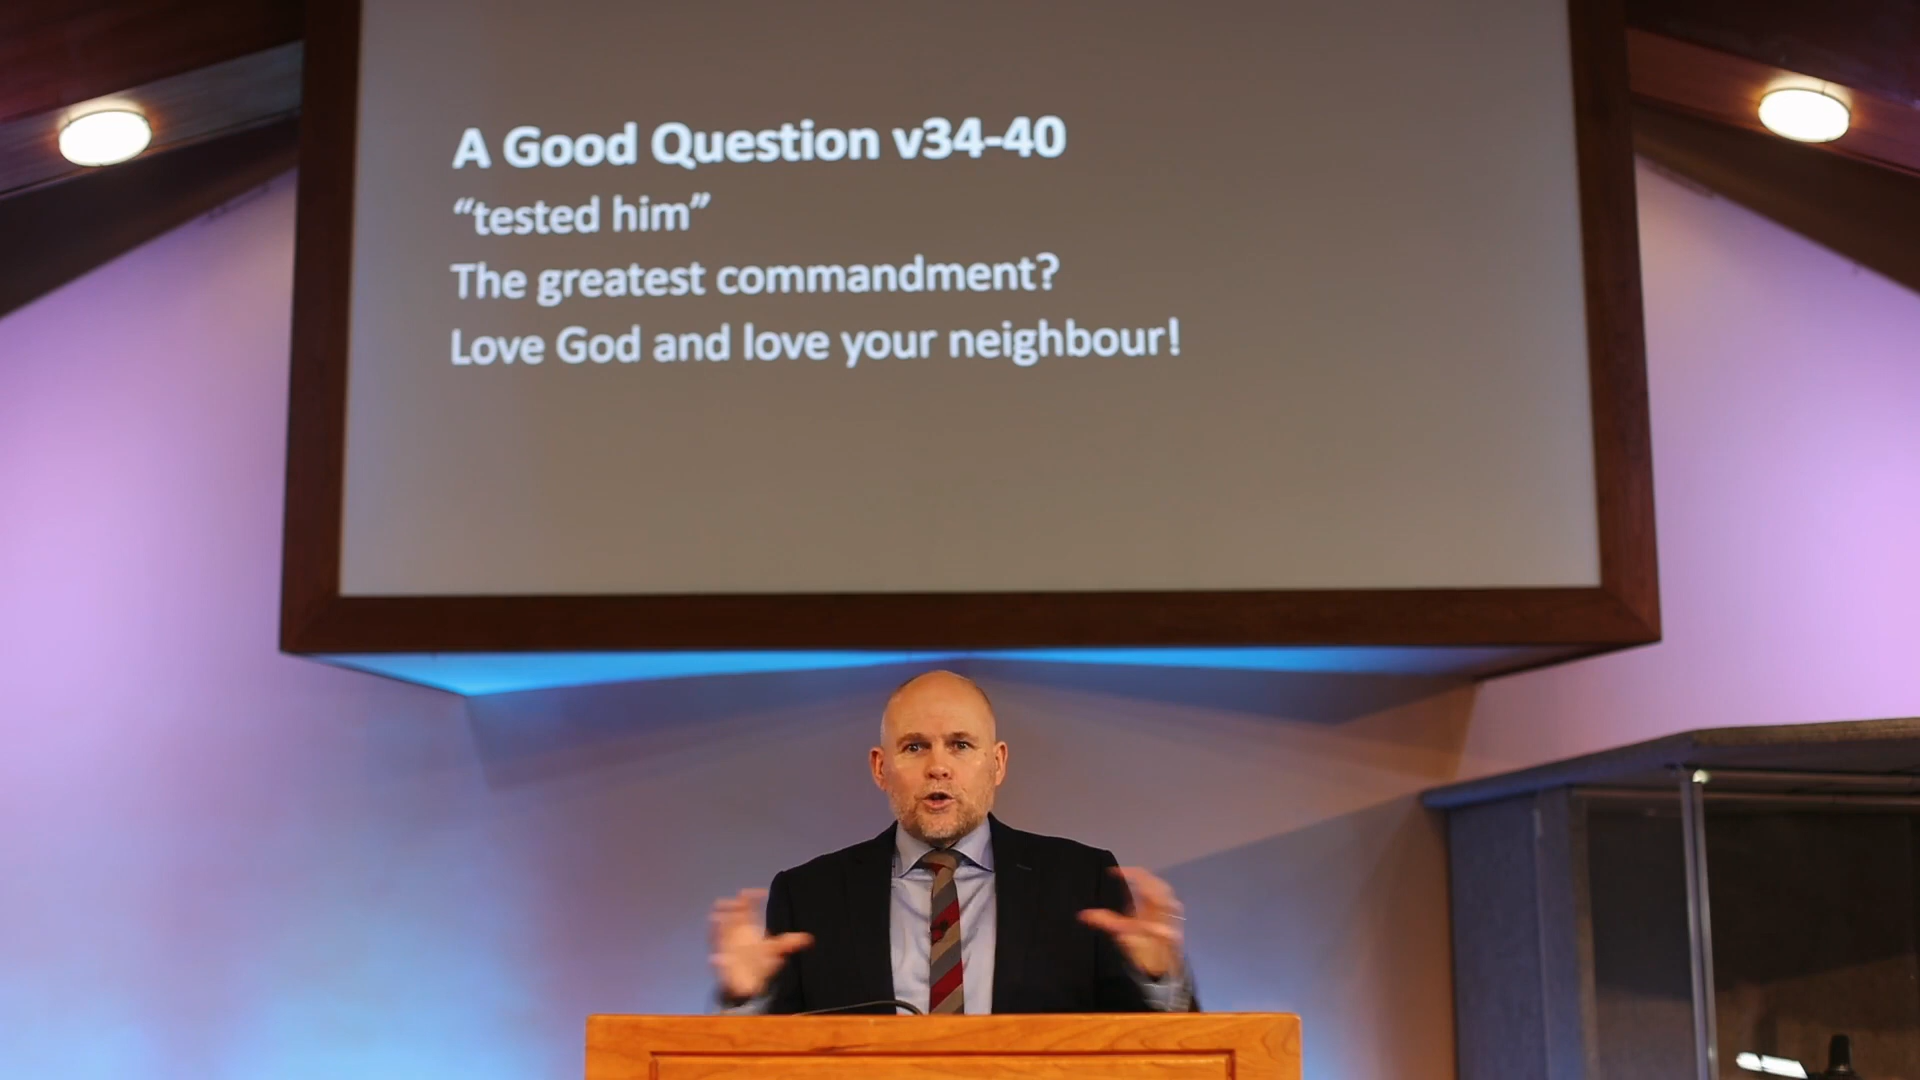 A Good Question v34-40
“tested him”
The greatest commandment?
Love God and love your neighbour!